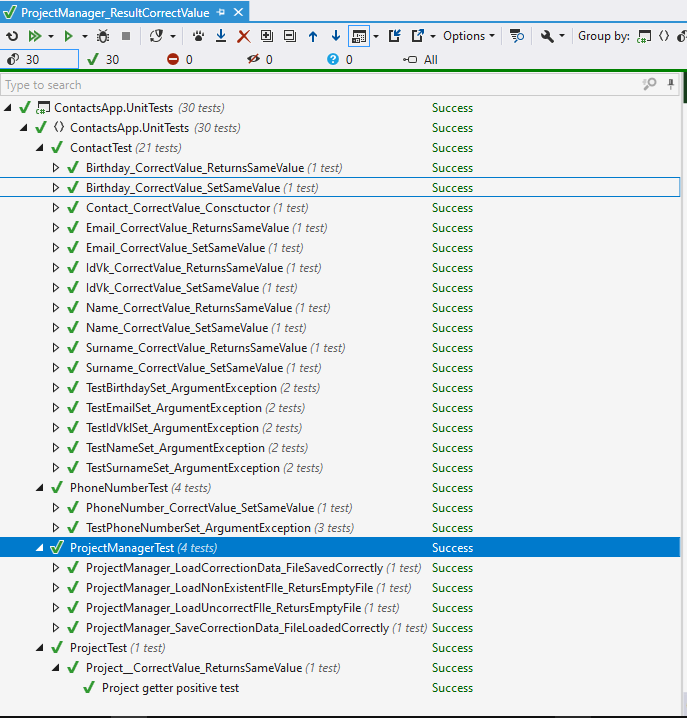 ProjectManager_ResultCorrectValue
Options
Group by:
30 30 0 0 0 All
Type to search
ContactsApp.UnitTests (30 tests) Success
ContactsApp.UnitTests (30 tests) Success
ContactTest (21 tests) Success
Birthday_CorrectValue_ReturnsSameValue (1 test) Success
Birthday_CorrectValue_SetSameValue (1 test) Success
Contact_CorrectValue_Consctuctor (1 test) Success
Email_CorrectValue_ReturnsSameValue (1 test) Success
Email_CorrectValue_SetSameValue (1 test) Success
IdVk_CorrectValue_ReturnsSameValue (1 test) Success
IdVk_CorrectValue_SetSameValue (1 test) Success
Name_CorrectValue_ReturnsSameValue (1 test) Success
Name_CorrectValue_SetSameValue (1 test) Success
Surname_CorrectValue_ReturnsSameValue (1 test) Success
Surname_CorrectValue_SetSameValue (1 test) Success
TestBirthdaySet_ArgumentException (2 tests) Success
TestEmailSet_ArgumentException (2 tests) Success
TestIdVklSet_ArgumentException (2 tests) Success
TestNameSet_ArgumentException (2 tests) Success
TestSurnameSet_ArgumentException (2 tests) Success
PhoneNumberTest (4 tests) Success
PhoneNumber_CorrectValue_SetSameValue (1 test) Success
TestPhoneNumberSet_ArgumentException (3 tests) Success
ProjectManagerTest (4 tests) Success
ProjectManager_LoadCorrectionData_FileSavedCorrectly (1 test) Success
ProjectManager_LoadNonExistentFIle_RetursEmptyFile (1 test) Success
ProjectManager_LoadUncorrectFIle_RetursEmptyFile (1 test) Success
ProjectManager_SaveCorrectionData_FileLoadedCorrectly (1 test) Success
ProjectTest (1 test) Success
Project__CorrectValue_ReturnsSameValue (1 test) Success
Project getter positive test Success